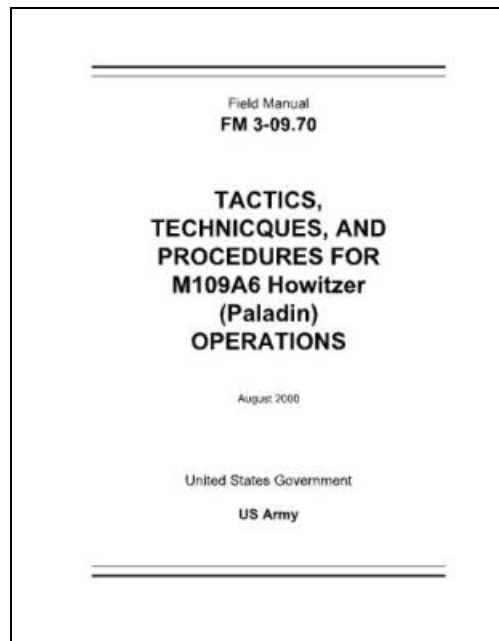 Field Manual
FM 3-09.70
TACTICS,
TECHNICQUES, AND
PROCEDURES FOR
M109A6 Howitzer
(Paladin)
OPERATIONS
August 2000
United States Government
US Army